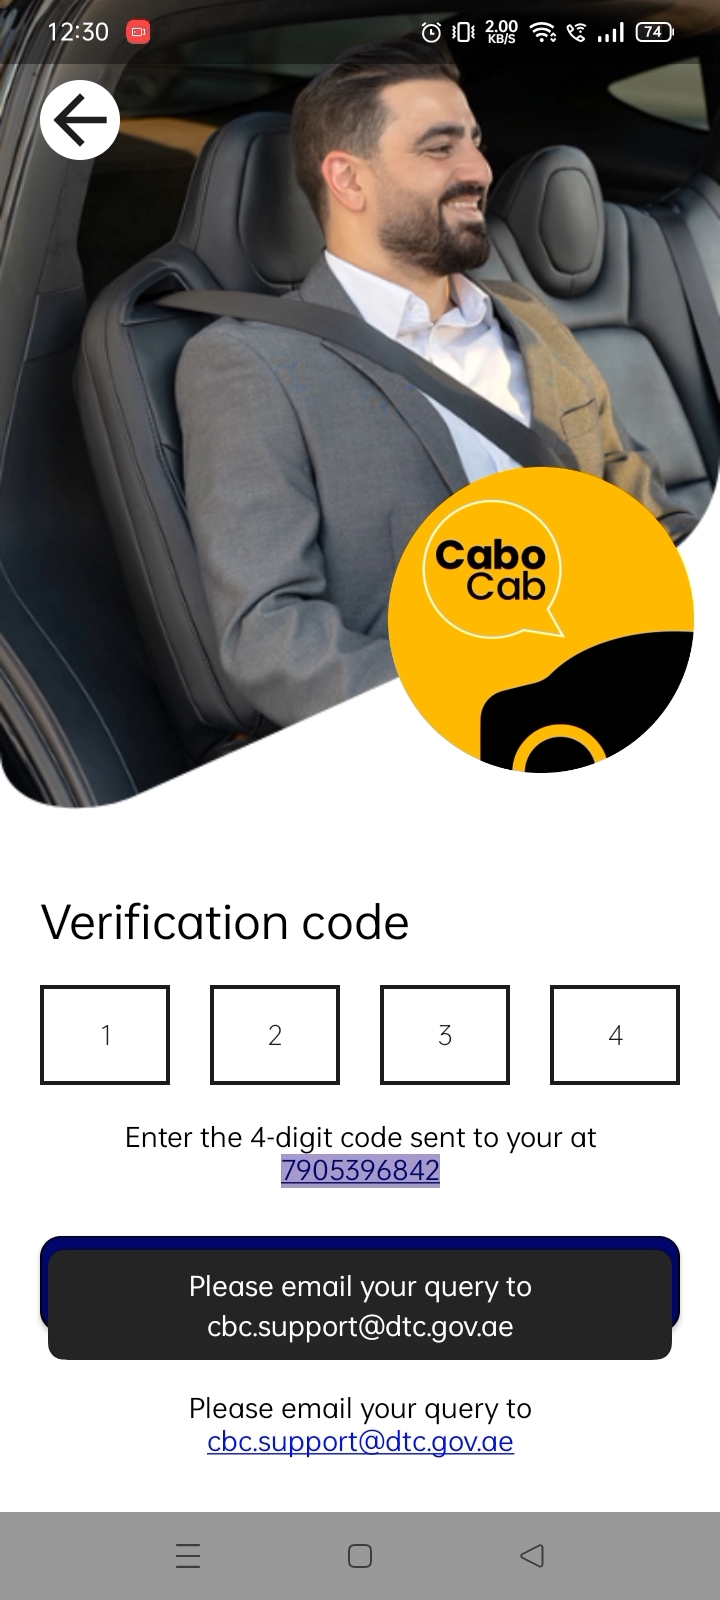 12:30
2.00
KB/S
74
Cabo
Cab
Verification code
1 2 3 4
Enter the 4-digit code sent to your at
7905396842
Please email your query to
cbc.support@dtc.gov.ae
Please email your query to
cbc.support@dtc.gov.ae